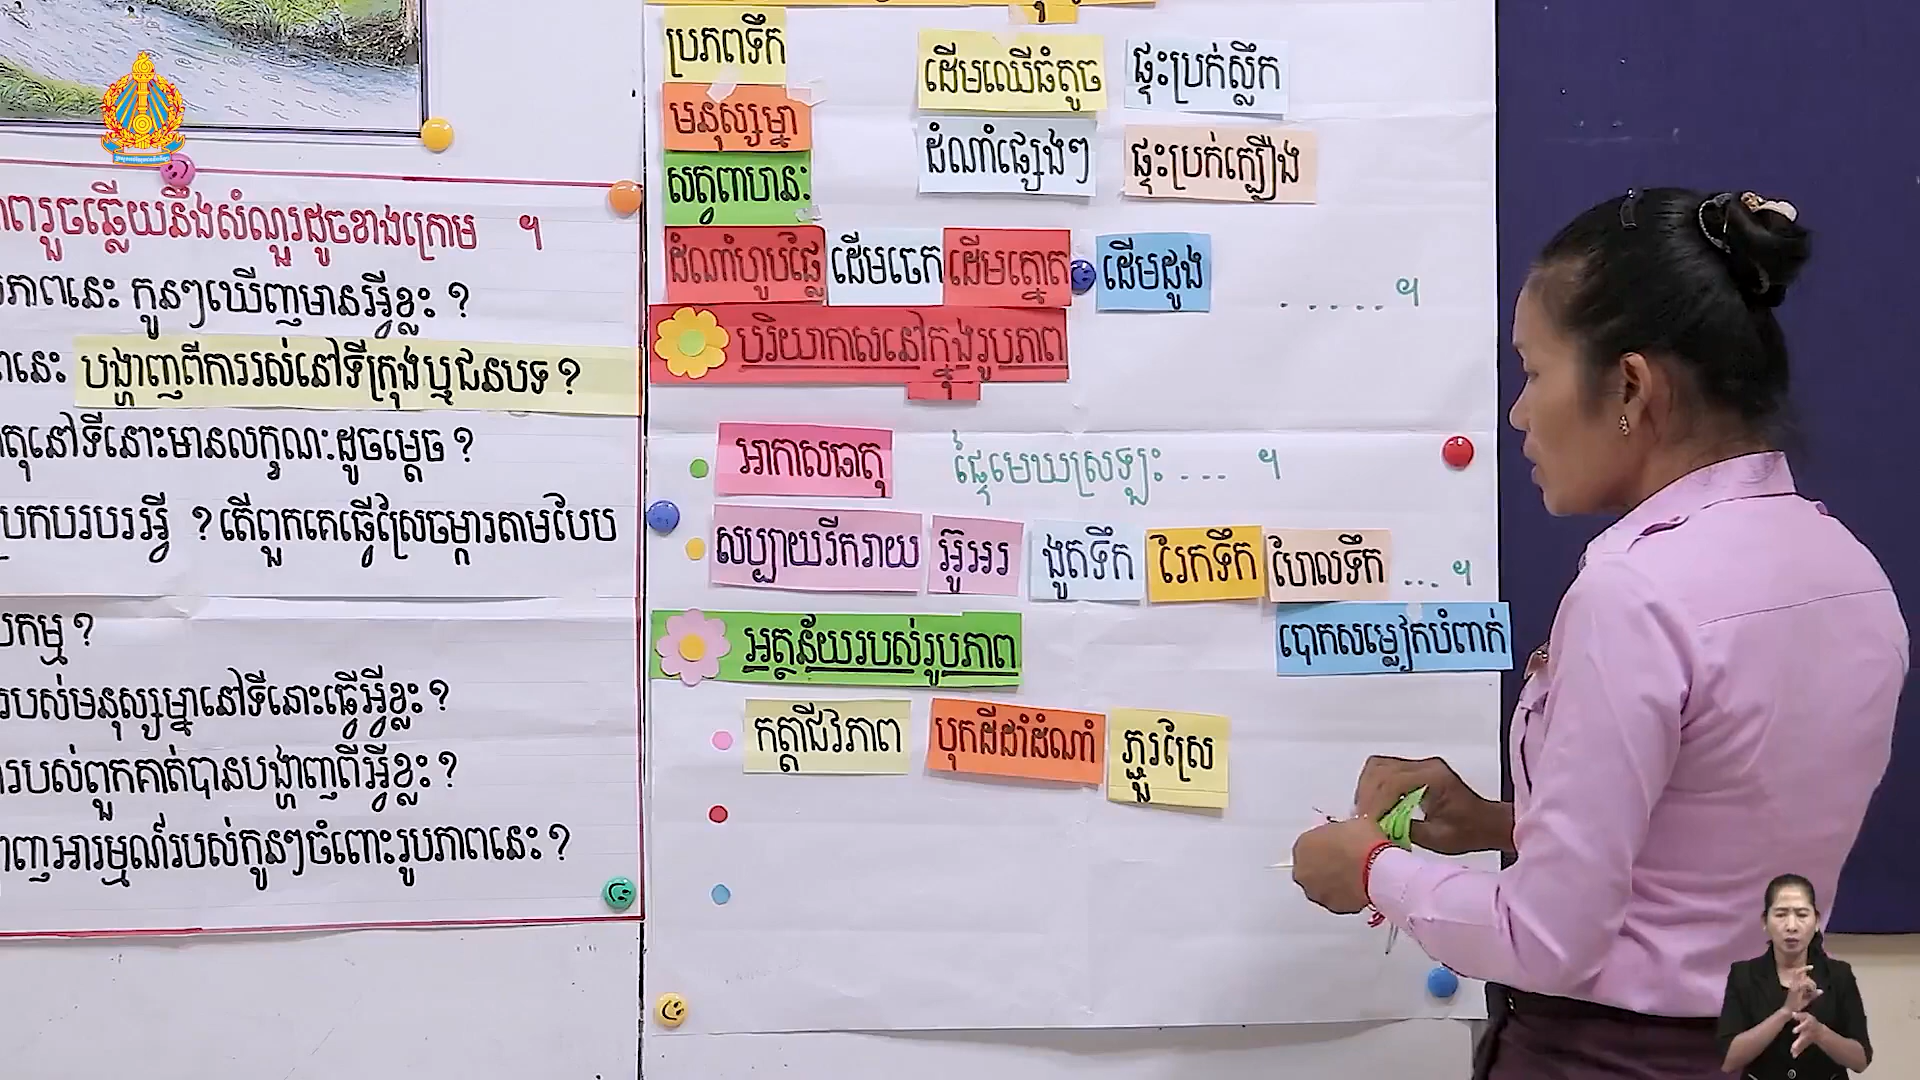 រួចឆ្លើយនឹងសំណួរដូចខាងក្រោម ។
ភាពនេះ កូនៗឃើញមានអ្វីខ្លះ ?
នេះ បង្ហាញពីការរស់នៅទីក្រុងឬជនបទ ?
តុនៅទីនោះមានលក្ខណៈដូចម្ដេច ?
ប្រកបរបរអ្វី ? តើពួកគេធ្វើស្រែចម្ការតាមបែប
បកម្ម ?
របស់មនុស្សម្នានៅទីនោះធ្វើអ្វីខ្លះ ?
របស់ពួកគាត់បានបង្ហាញពីអ្វីខ្លះ ?
ញអារម្មណ៍របស់កូនៗចំពោះរូបភាពនេះ ?
ប្រភពទឹក
ដើមឈើធំតូច
ផ្ទះប្រក់ស្លឹក
មនុស្សម្នា
ដំណាំផ្សេងៗ
ផ្ទះប្រក់ក្បឿង
សត្វពាហនៈ
ដំណាំហូបផ្លែ ដើមចេក ដើមត្នោត ដើមដូង ..... ។
បរិយាកាសនៅក្នុងរូបភាព
អាកាសធាតុ ផ្ទៃមេឃស្រឡះ ... ។
សប្បាយរីករាយ អ៊ូអរ ងូតទឹក រែកទឹក ហែលទឹក ... ។
បោកសម្លៀកបំពាក់
អត្ថន័យរបស់រូបភាព
កត្តាជីវភាព បុកដីដាំដំណាំ ភ្ជួរស្រែ